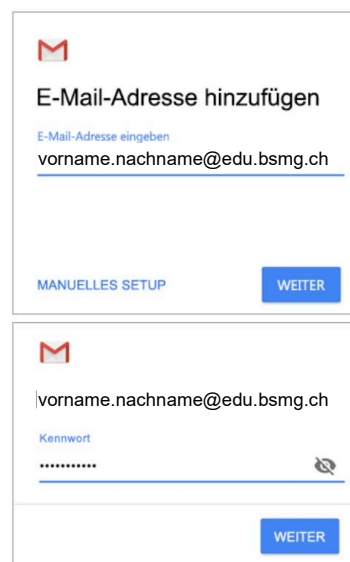 E-Mail-Adresse hinzufügen
E-Mail-Adresse eingeben
vorname.nachname@edu.bsmg.ch
MANUELLES SETUP
WEITER
vorname.nachname@edu.bsmg.ch
Kennwort
•••••••••••
WEITER